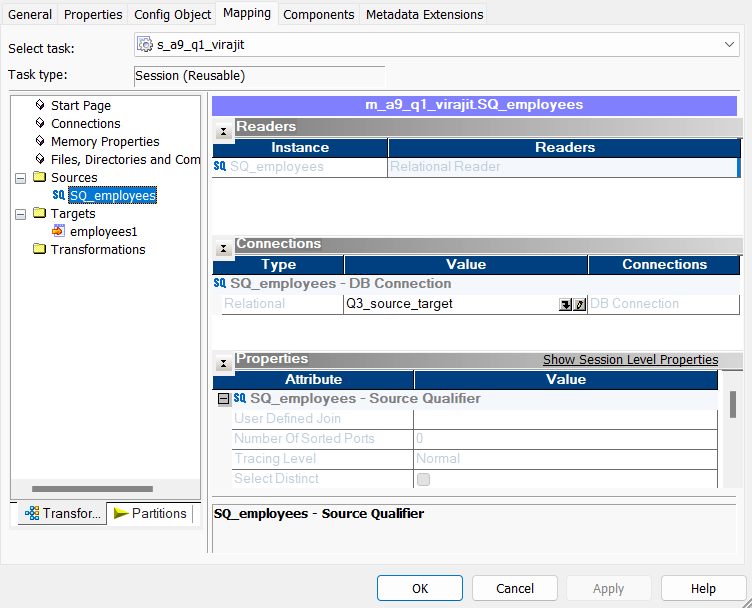 General Properties Config Object Mapping Components Metadata Extensions
Select task: s_a9_q1_virajit
Task type: Session (Reusable)
Start Page
Connections
Memory Properties
Files, Directories and Com
Sources
SQ SQ_employees
Targets
employees1
Transformations
Transfor... Partitions
m_a9_q1_virajit.SQ_employees
Readers
Instance Readers
SQ SQ_employees Relational Reader
Connections
Type Value Connections
SQ SQ_employees - DB Connection
Relational Q3_source_target DB Connection
Properties Show Session Level Properties
Attribute Value
SQ SQ_employees - Source Qualifier
User Defined Join
Number Of Sorted Ports 0
Tracing Level Normal
Select Distinct
SQ_employees - Source Qualifier
OK Cancel Apply Help